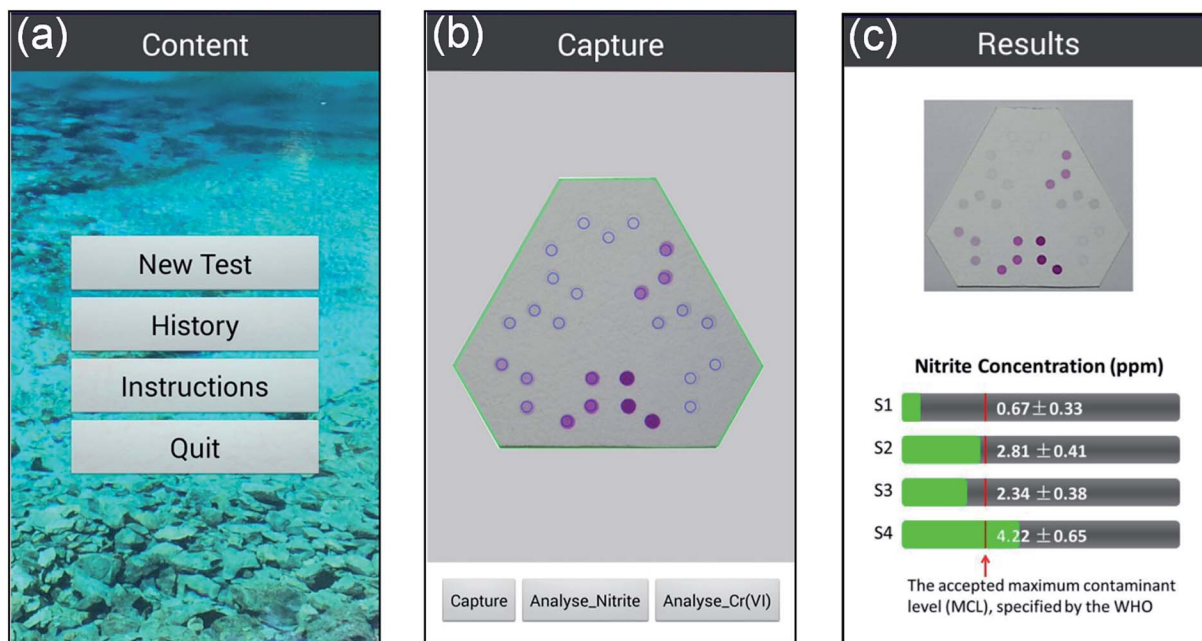 (a) Content
New Test
History
Instructions
Quit
(b) Capture
Capture Analyse_Nitrite Analyse_Cr(VI)
(c) Results
Nitrite Concentration (ppm)
S1 0.67±0.33
S2 2.81 ±0.41
S3 2.34 ±0.38
S4 4.22 ±0.65
The accepted maximum contaminant
level (MCL), specified by the WHO